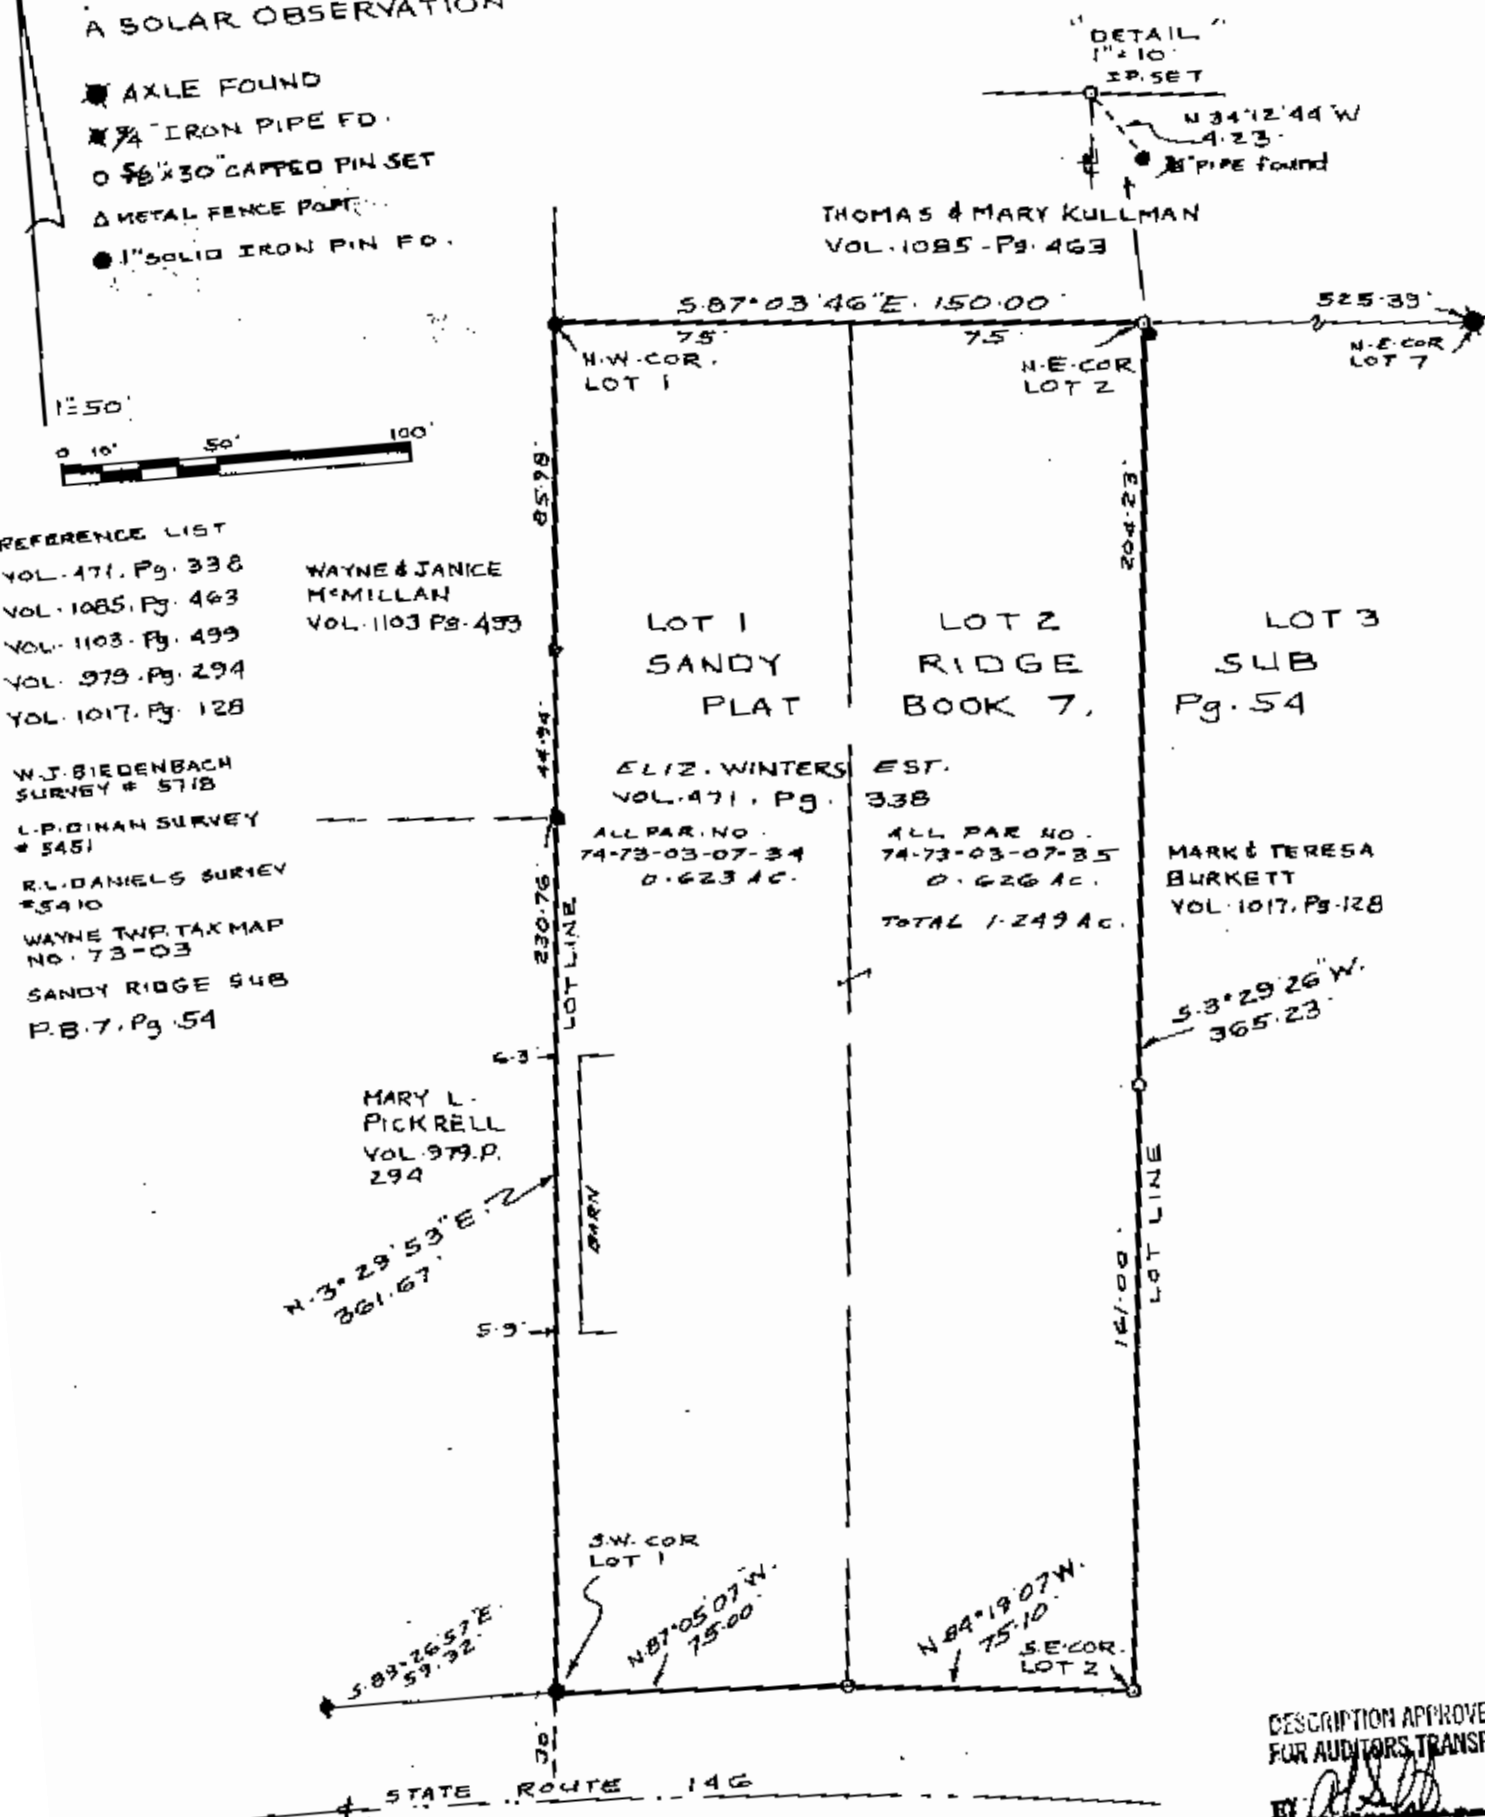 A SOLAR OBSERVATION
AXLE FOUND
3/4" IRON PIPE FD.
5/8"x30" CAPPED PIN SET
METAL FENCE POST
1" SOLID IRON PIN FD.
"DETAIL"
1"=10'
I.P. SET
N 34°12'44"W
4.23'
PIPE found
THOMAS & MARY KULLMAN
VOL. 1085-Pg. 463
S.87°03'46"E. 150.00'
75'
75'
525.39'
N.W. COR.
LOT 1
N.E. COR
LOT 2
N.E. COR
LOT 7
1"=50'
0 10' 50' 100'
85.98'
204.23'
REFERENCE LIST
VOL. 471, Pg. 338
VOL. 1085, Pg. 463
VOL. 1103. Pg. 499
VOL. 979. Pg. 294
VOL. 1017. Pg. 128
W.J. BIEDENBACH
SURVEY # 5718
L.P. DINAN SURVEY
# 5451
R.L. DANIELS SURVEY
#5410
WAYNE TWP. TAX MAP
NO. 73-03
SANDY RIDGE SUB
P.B. 7, Pg. 54
WAYNE & JANICE
McMILLAN
VOL. 1103 Pg. 499
LOT 1 LOT 2 LOT 3
SANDY RIDGE SUB
PLAT BOOK 7, Pg. 54
44.94'
ELIZ. WINTERS EST.
VOL. 471, Pg. 338
ALL PAR. NO.
74-73-03-07-34
0.623 AC.
ALL PAR NO.
74-73-03-07-35
0.626 AC.
TOTAL 1.249 AC.
MARK & TERESA
BURKETT
VOL. 1017, Pg. 128
230.75'
LOT LINE
S.3°29'26"W.
365.23'
6.3'
MARY L.
PICKRELL
VOL. 979. P.
294
BARN
N.3°29'53"E.
361.67'
5.9'
161.00'
LOT LINE
S.W. COR
LOT 1
N.87°05'07"W.
75.00'
N.84°19'07W.
75.10'
S.E. COR.
LOT 2
59.32'
30'
STATE ROUTE 146
DESCRIPTION APPROVE
FOR AUDITORS TRANSF
BY